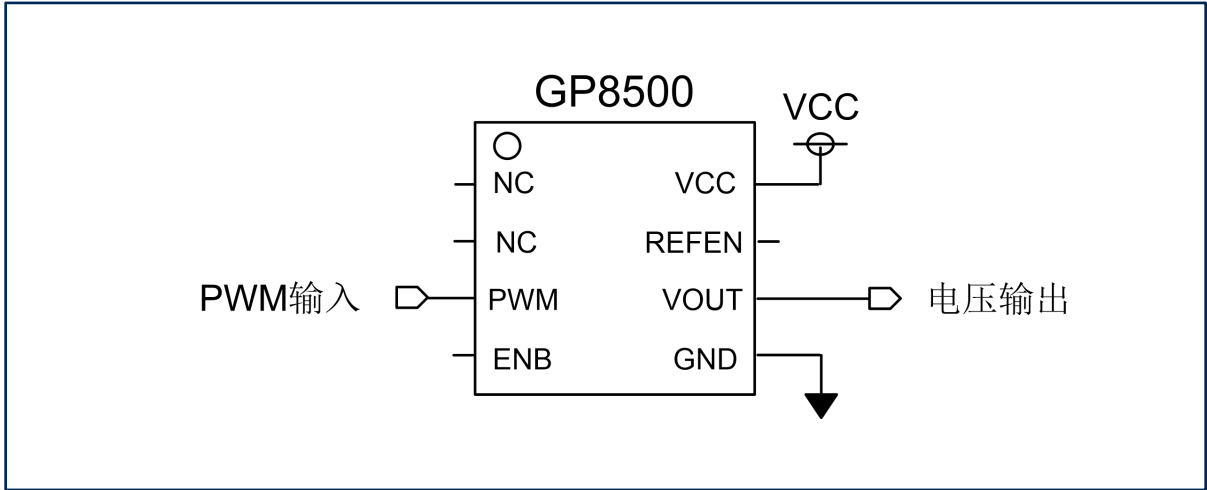 GP8500
VCC
NC VCC
NC REFEN
PWM输入 PWM VOUT 电压输出
ENB GND